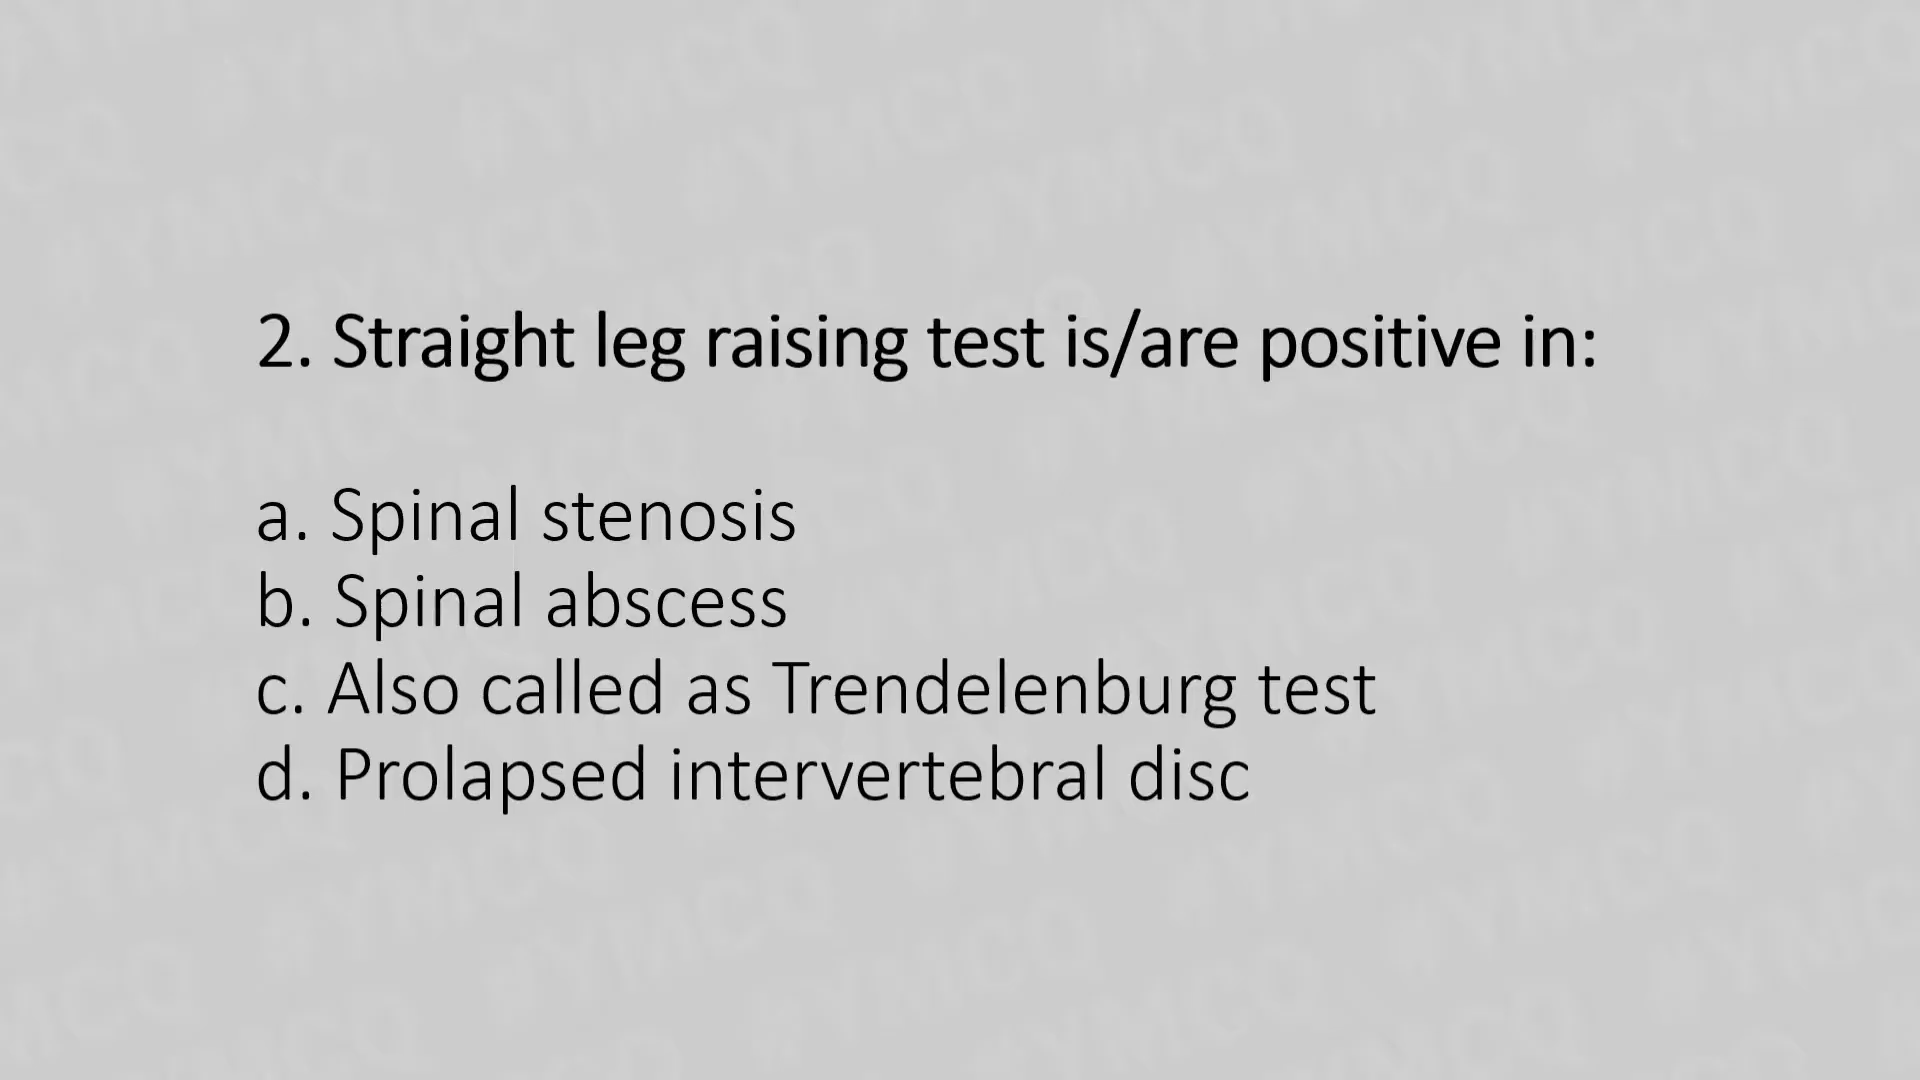 2. Straight leg raising test is/are positive in:
a. Spinal stenosis
b. Spinal abscess
c. Also called as Trendelenburg test
d. Prolapsed intervertebral disc